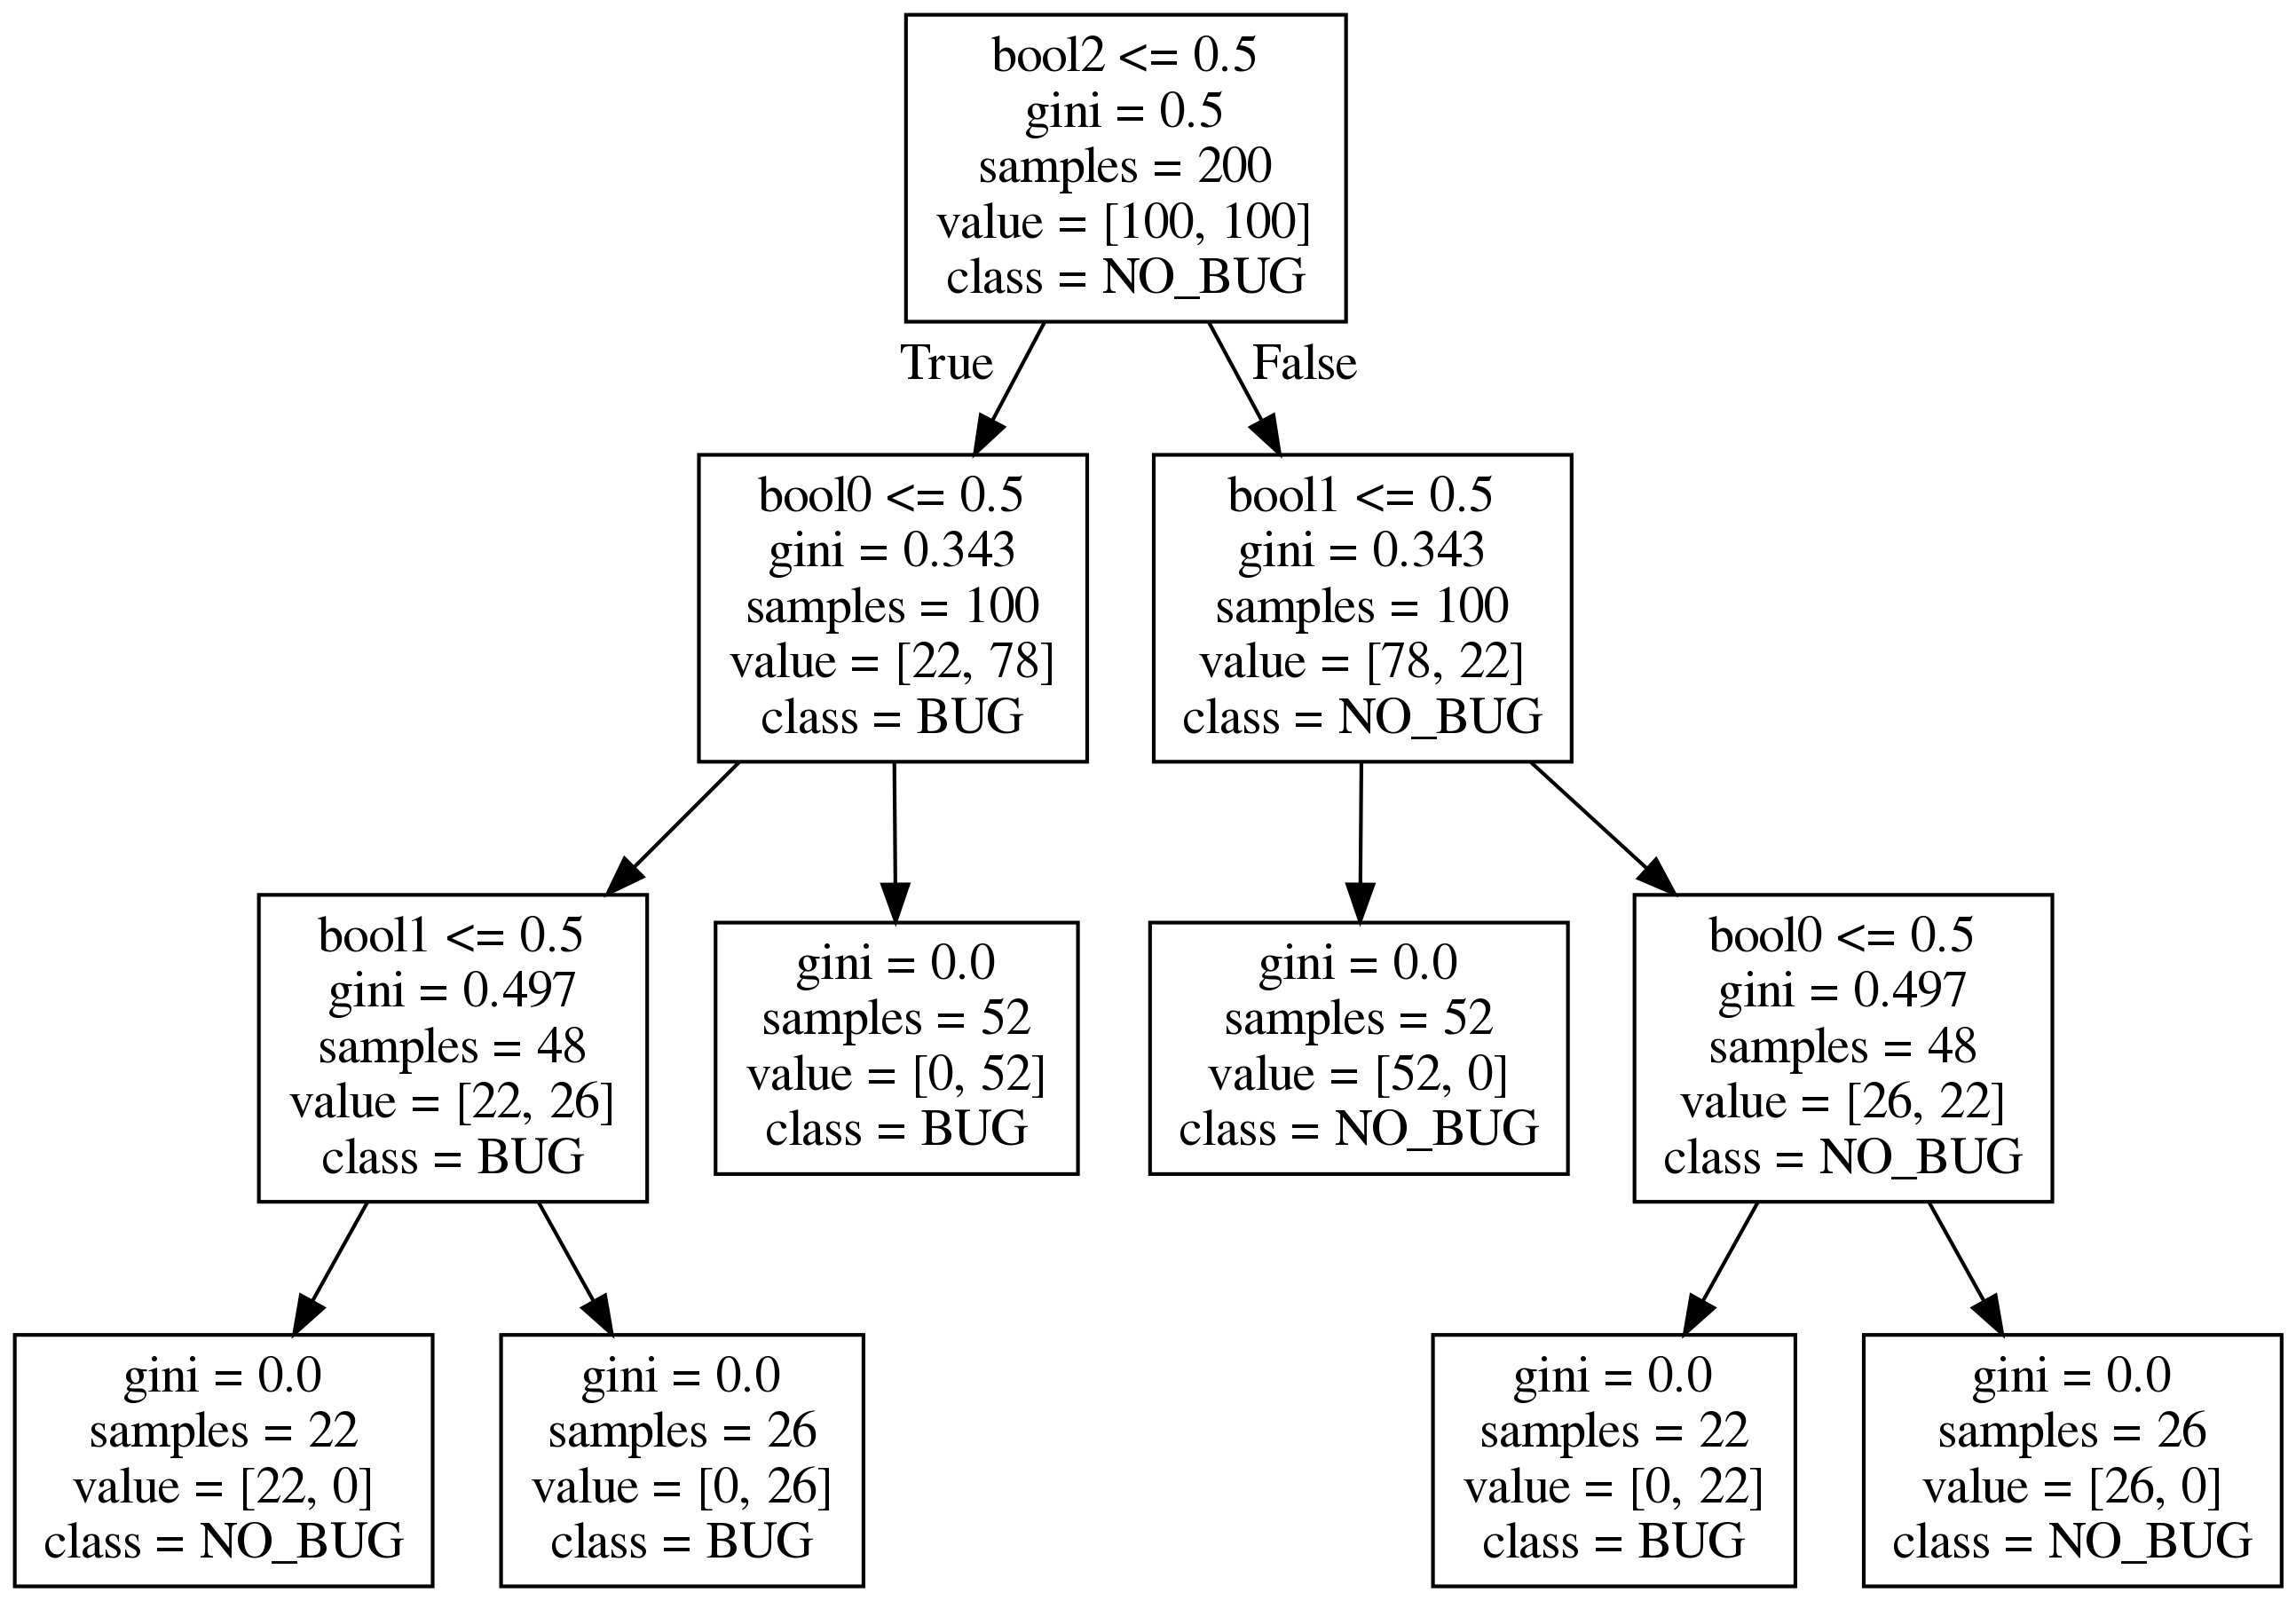 bool2 <= 0.5
gini = 0.5
samples = 200
value = [100, 100]
class = NO_BUG
True
False
bool0 <= 0.5
gini = 0.343
samples = 100
value = [22, 78]
class = BUG
bool1 <= 0.5
gini = 0.343
samples = 100
value = [78, 22]
class = NO_BUG
bool1 <= 0.5
gini = 0.497
samples = 48
value = [22, 26]
class = BUG
gini = 0.0
samples = 52
value = [0, 52]
class = BUG
gini = 0.0
samples = 52
value = [52, 0]
class = NO_BUG
bool0 <= 0.5
gini = 0.497
samples = 48
value = [26, 22]
class = NO_BUG
gini = 0.0
samples = 22
value = [22, 0]
class = NO_BUG
gini = 0.0
samples = 26
value = [0, 26]
class = BUG
gini = 0.0
samples = 22
value = [0, 22]
class = BUG
gini = 0.0
samples = 26
value = [26, 0]
class = NO_BUG